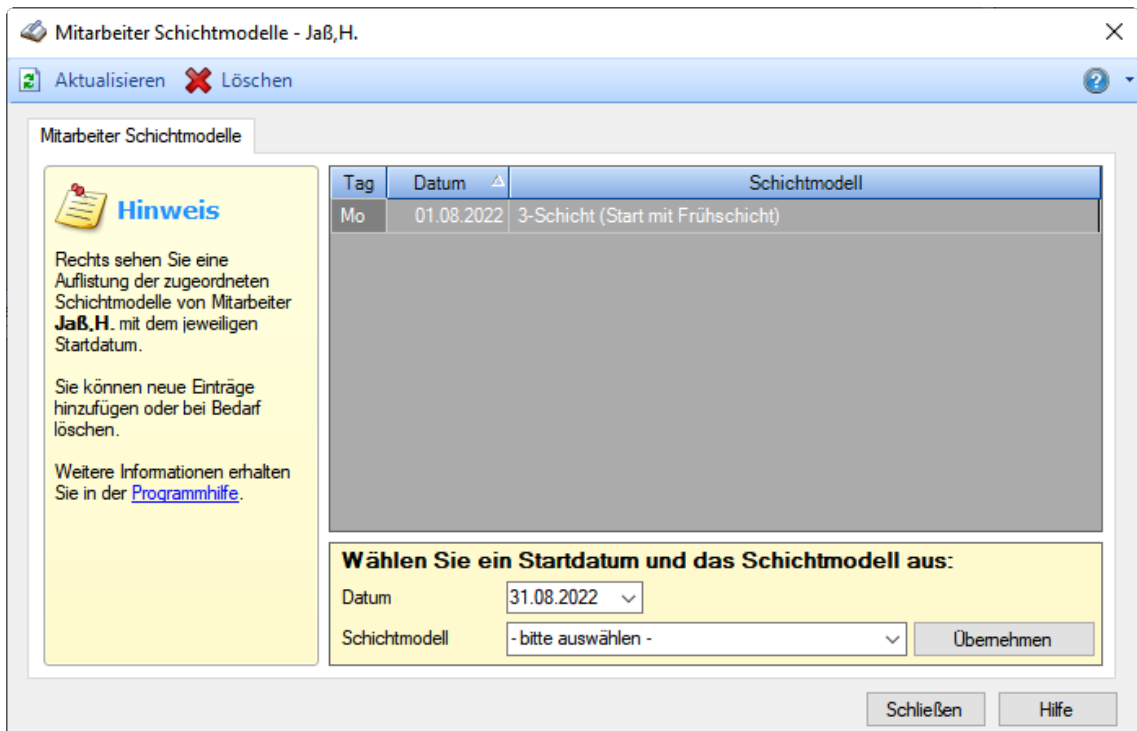 Mitarbeiter Schichtmodelle - Jaß,H.
Aktualisieren Löschen
Mitarbeiter Schichtmodelle
Hinweis
Rechts sehen Sie eine
Auflistung der zugeordneten
Schichtmodelle von Mitarbeiter
Jaß,H. mit dem jeweiligen
Startdatum.
Sie können neue Einträge
hinzufügen oder bei Bedarf
löschen.
Weitere Informationen erhalten
Sie in der Programmhilfe.
Tag Datum Schichtmodell
Mo 01.08.2022 3-Schicht (Start mit Frühschicht)
Wählen Sie ein Startdatum und das Schichtmodell aus:
Datum 31.08.2022
Schichtmodell - bitte auswählen - Übernehmen
Schließen Hilfe